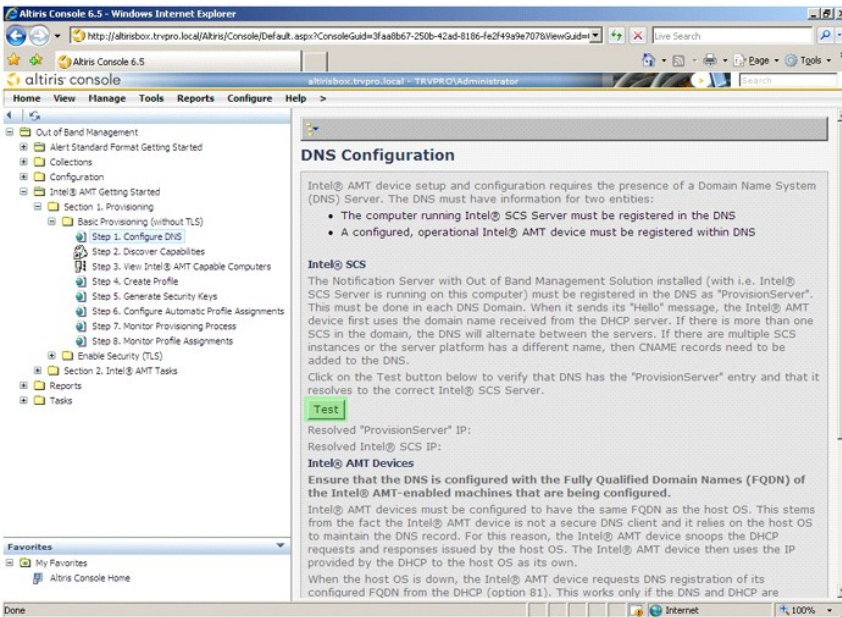 Altiris Console 6.5 - Windows Internet Explorer
http://altirisbox.trvpro.local/Altiris/Console/Default.aspx?ConsoleGuid=3faa8b67-250b-42ad-8186-fe2f49a9e707&ViewGuid=
Live Search
Altiris Console 6.5
Page
Tools
altiris console
altirisbox.trvpro.local - TRVPRO\Administrator
Search
Home View Manage Tools Reports Configure Help >
Out of Band Management
Alert Standard Format Getting Started
Collections
Configuration
Intel® AMT Getting Started
Section 1. Provisioning
Basic Provisioning (without TLS)
Step 1. Configure DNS
Step 2. Discover Capabilities
Step 3. View Intel® AMT Capable Computers
Step 4. Create Profile
Step 5. Generate Security Keys
Step 6. Configure Automatic Profile Assignments
Step 7. Monitor Provisioning Process
Step 8. Monitor Profile Assignments
Enable Security (TLS)
Section 2. Intel® AMT Tasks
Reports
Tasks
Favorites
My Favorites
Altiris Console Home
DNS Configuration
Intel® AMT device setup and configuration requires the presence of a Domain Name System
(DNS) Server. The DNS must have information for two entities:
• The computer running Intel® SCS Server must be registered in the DNS
• A configured, operational Intel® AMT device must be registered within DNS
Intel® SCS
The Notification Server with Out of Band Management Solution installed (with i.e. Intel®
SCS Server is running on this computer) must be registered in the DNS as "ProvisionServer".
This must be done in each DNS Domain. When it sends its "Hello" message, the Intel® AMT
device first uses the domain name received from the DHCP server. If there is more than one
SCS in the domain, the DNS will alternate between the servers. If there are multiple SCS
instances or the server platform has a different name, then CNAME records need to be
added to the DNS.
Click on the Test button below to verify that DNS has the "ProvisionServer" entry and that it
resolves to the correct Intel® SCS Server.
Test
Resolved "ProvisionServer" IP:
Resolved Intel® SCS IP:
Intel® AMT Devices
Ensure that the DNS is configured with the Fully Qualified Domain Names (FQDN) of
the Intel® AMT-enabled machines that are being configured.
Intel® AMT devices must be configured to have the same FQDN as the host OS. This stems
from the fact the Intel® AMT device is not a secure DNS client and it relies on the host OS
to maintain the DNS record. For this reason, the Intel® AMT device snoops the DHCP
requests and responses issued by the host OS. The Intel® AMT device then uses the IP
provided by the DHCP to the host OS as its own.
When the host OS is down, the Intel® AMT device requests DNS registration of its
configured FQDN from the DHCP (option 81). This works only if the DNS and DHCP are
Done
Internet
100%